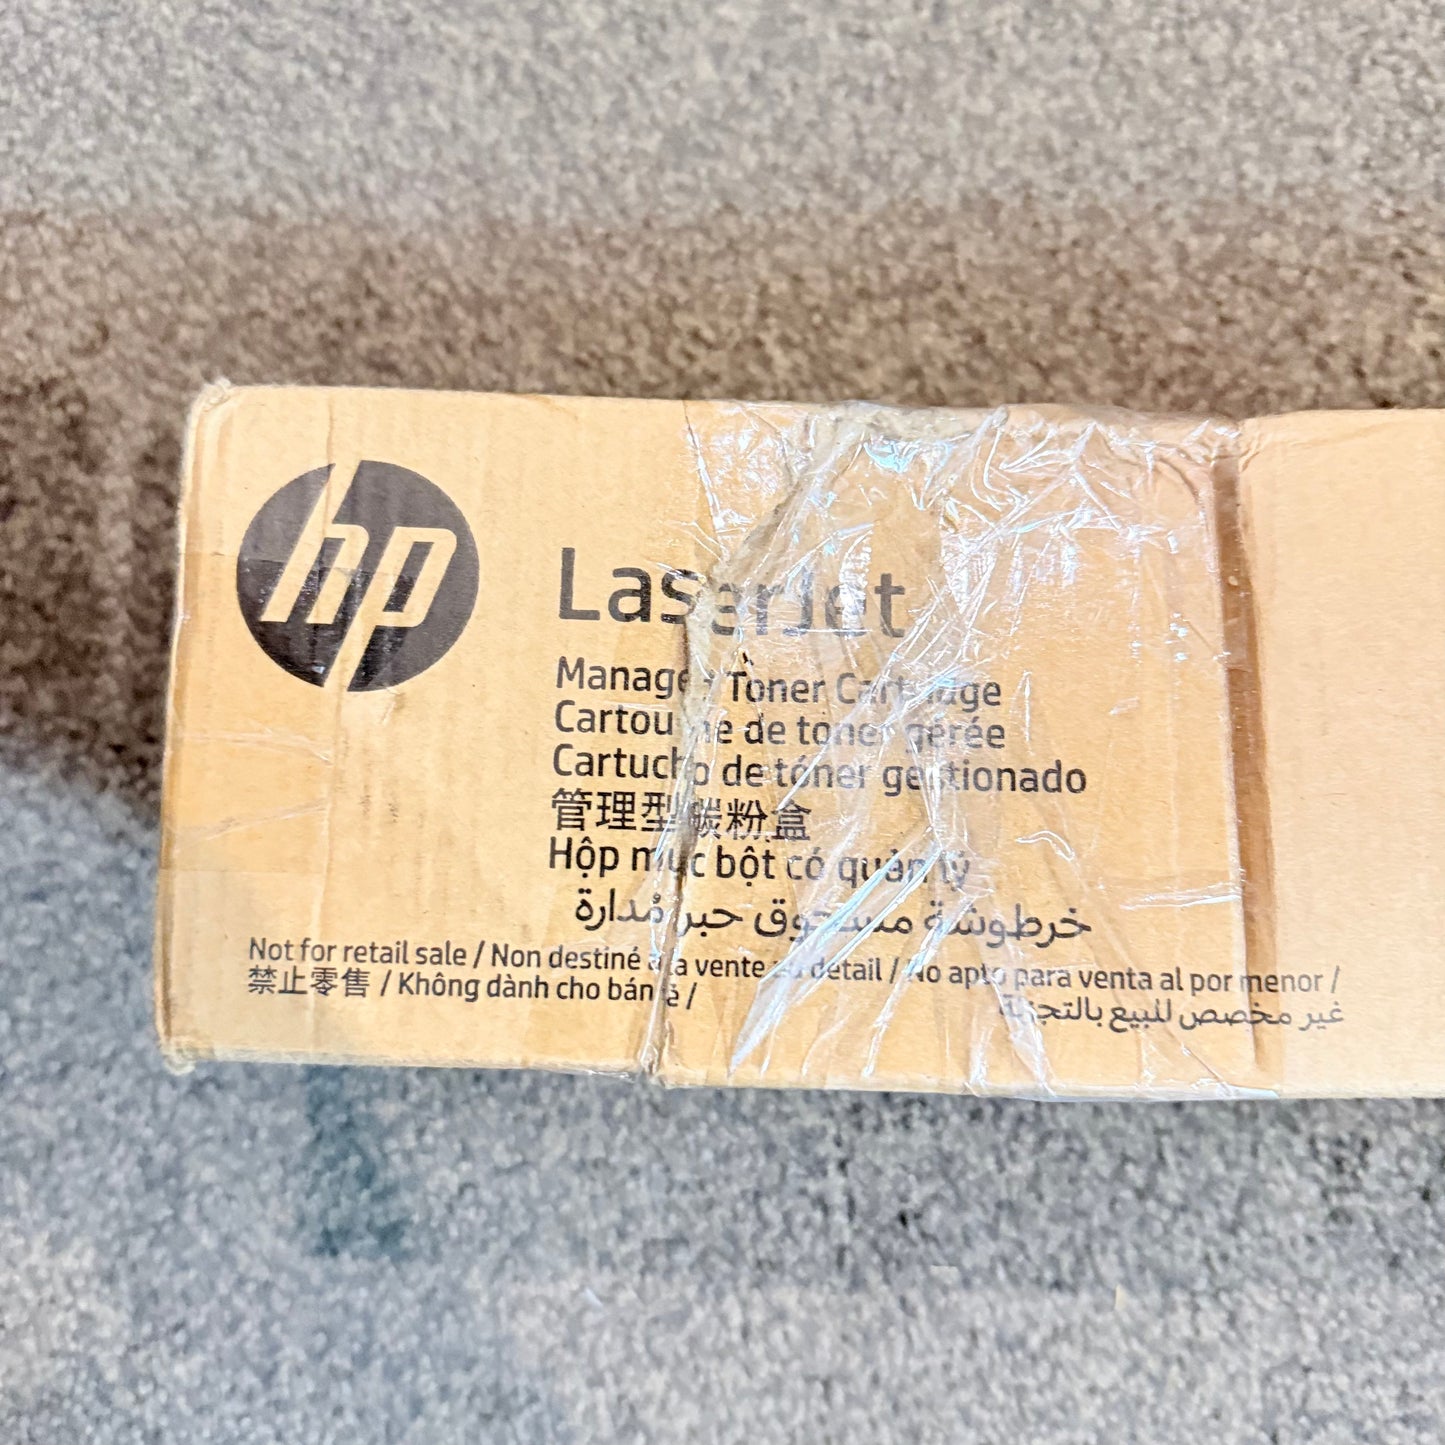 hp
LaserJet
Managed Toner Cartridge
Cartouche de toner gérée
Cartucho de tóner gestionado
管理型碳粉盒
Hộp mực bột có quản lý
خرطوشة مسحوق حبر مُدارة
Not for retail sale / Non destiné à la vente au détail / No apto para venta al por menor /
禁止零售 / Không dành cho bán lẻ /
غير مخصص للبيع بالتجزئة